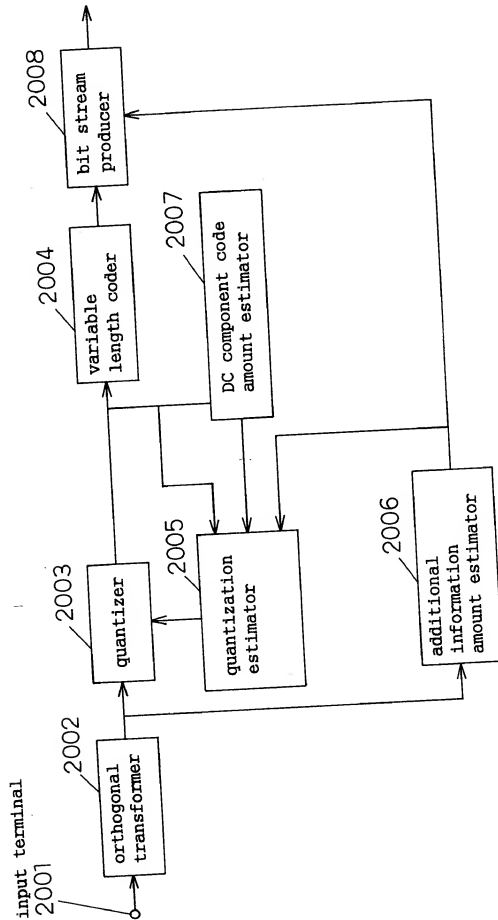 input terminal
2001
2002
orthogonal
transformer
2003
quantizer
2004
variable
length coder
2008
bit stream
producer
2005
quantization
estimator
2007
DC component code
amount estimator
2006
additional
information
amount estimator